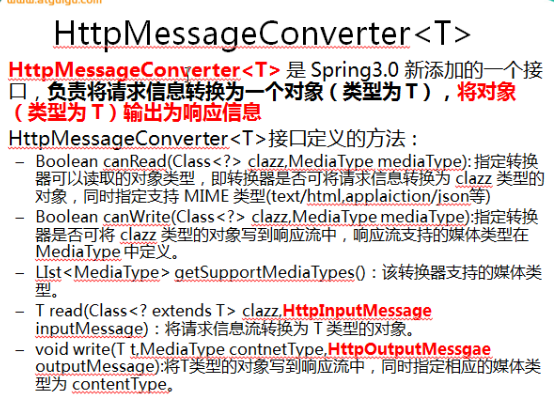 www.atguigu.com
HttpMessageConverter<T>
HttpMessageConverter<T> 是 Spring3.0 新添加的一个接
口，负责将请求信息转换为一个对象（类型为 T），将对象
（类型为 T）输出为响应信息
HttpMessageConverter<T>接口定义的方法：
– Boolean canRead(Class<?> clazz,MediaType mediaType): 指定转换
器可以读取的对象类型，即转换器是否可将请求信息转换为 clazz 类型的
对象，同时指定支持 MIME 类型(text/html,applaiction/json等)
– Boolean canWrite(Class<?> clazz,MediaType mediaType):指定转换
器是否可将 clazz 类型的对象写到响应流中，响应流支持的媒体类型在
MediaType 中定义。
– LIst<MediaType> getSupportMediaTypes()：该转换器支持的媒体类
型。
– T read(Class<? extends T> clazz,HttpInputMessage
inputMessage)：将请求信息流转换为 T 类型的对象。
– void write(T t,MediaType contnetType,HttpOutputMessgae
outputMessage):将T类型的对象写到响应流中，同时指定相应的媒体类
型为 contentType。